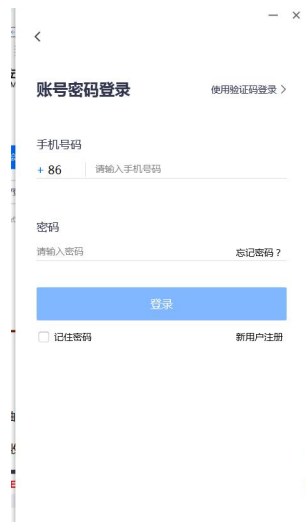 账号密码登录
使用验证码登录 >
手机号码
+ 86 请输入手机号码
密码
请输入密码 忘记密码？
登录
记住密码 新用户注册